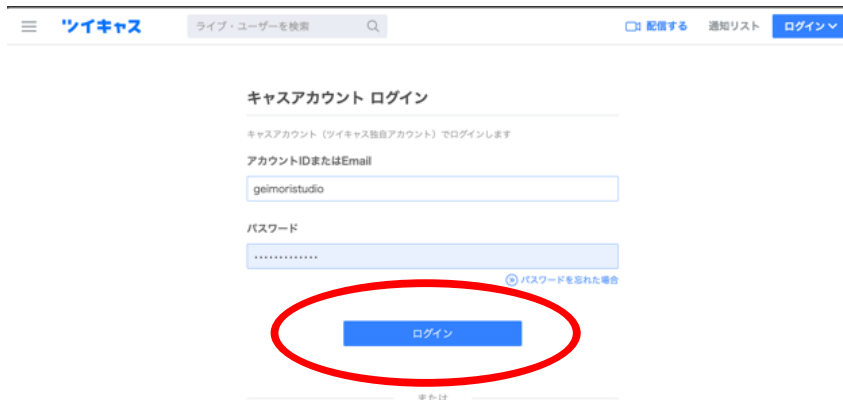 ツイキャス
ライブ・ユーザーを検索
配信する
通知リスト
ログイン
キャスアカウント ログイン
キャスアカウント（ツイキャス独自アカウント）でログインします
アカウントIDまたはEmail
geimoristudio
パスワード
•••••••••••••
パスワードを忘れた場合
ログイン
または